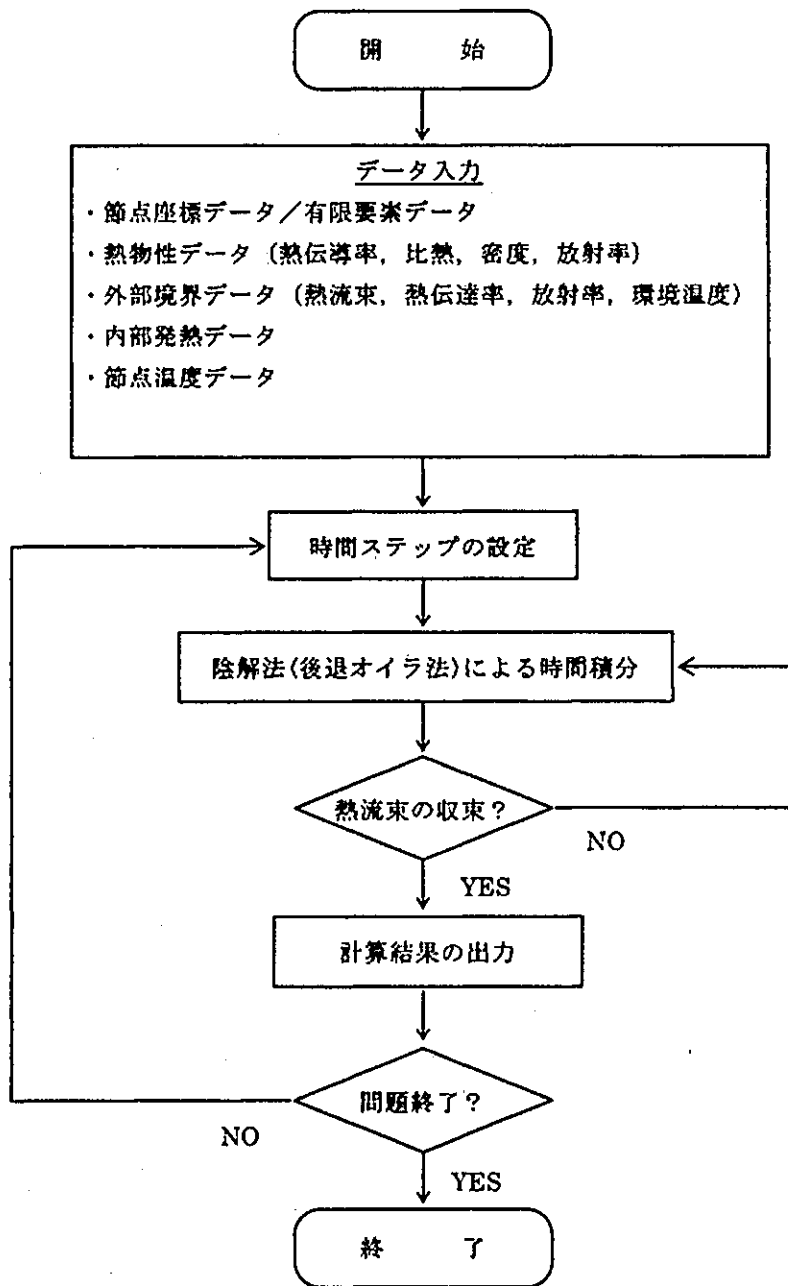 開 始
データ入力
・節点座標データ/有限要素データ
・熱物性データ (熱伝導率, 比熱, 密度, 放射率)
・外部境界データ (熱流束, 熱伝達率, 放射率, 環境温度)
・内部発熱データ
・節点温度データ
時間ステップの設定
陰解法(後退オイラ法)による時間積分
熱流束の収束?
NO
YES
計算結果の出力
問題終了?
NO
YES
終 了